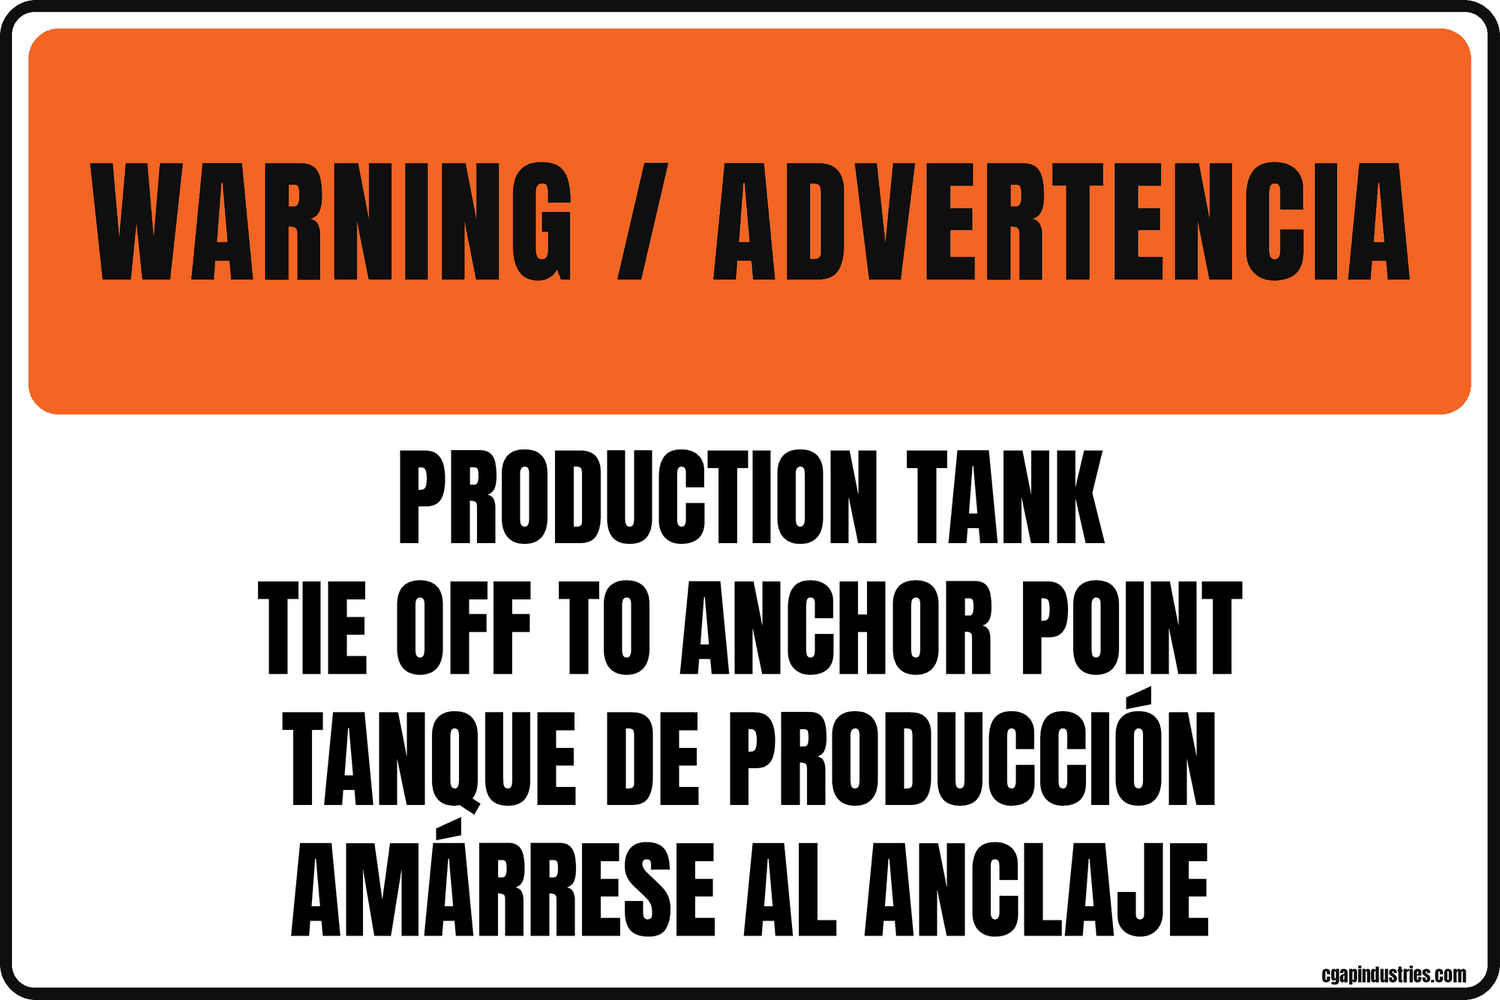 WARNING / ADVERTENCIA
PRODUCTION TANK
TIE OFF TO ANCHOR POINT
TANQUE DE PRODUCCIÓN
AMÁRRESE AL ANCLAJE
cgapindustries.com